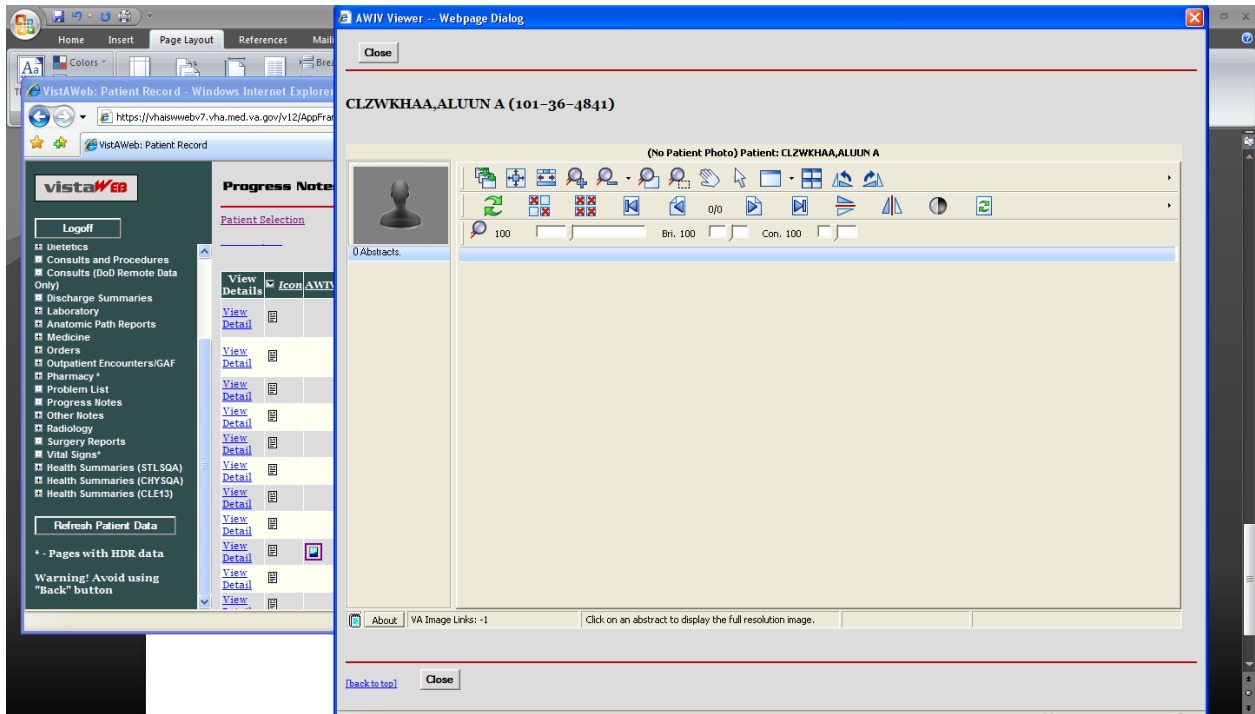 Home Insert Page Layout References Maili
Colors
Brea
VistAWeb: Patient Record - Windows Internet Explorer
https://vhaiswwebv7.vha.med.va.gov/v12/AppFrar
VistAWeb: Patient Record
vistaWEB
Logoff
Dietetics
Consults and Procedures
Consults (DoD Remote Data
Only)
Discharge Summaries
Laboratory
Anatomic Path Reports
Medicine
Orders
Outpatient Encounters/GAF
Pharmacy *
Problem List
Progress Notes
Other Notes
Radiology
Surgery Reports
Vital Signs*
Health Summaries (STLSQA)
Health Summaries (CHYSQA)
Health Summaries (CLE13)
Refresh Patient Data
* - Pages with HDR data
Warning! Avoid using
"Back" button
Progress Note
Patient Selection
View
Details Icon AWIV
View
Detail
View
Detail
View
Detail
View
Detail
View
Detail
View
Detail
View
Detail
View
Detail
View
Detail
View
Detail
View
AWIV Viewer -- Webpage Dialog
Close
CLZWKHAA,ALUUN A (101-36-4841)
(No Patient Photo) Patient: CLZWKHAA,ALUUN A
0/0
100 Bri. 100 Con. 100
0 Abstracts.
About VA Image Links: -1 Click on an abstract to display the full resolution image.
[back to top] Close